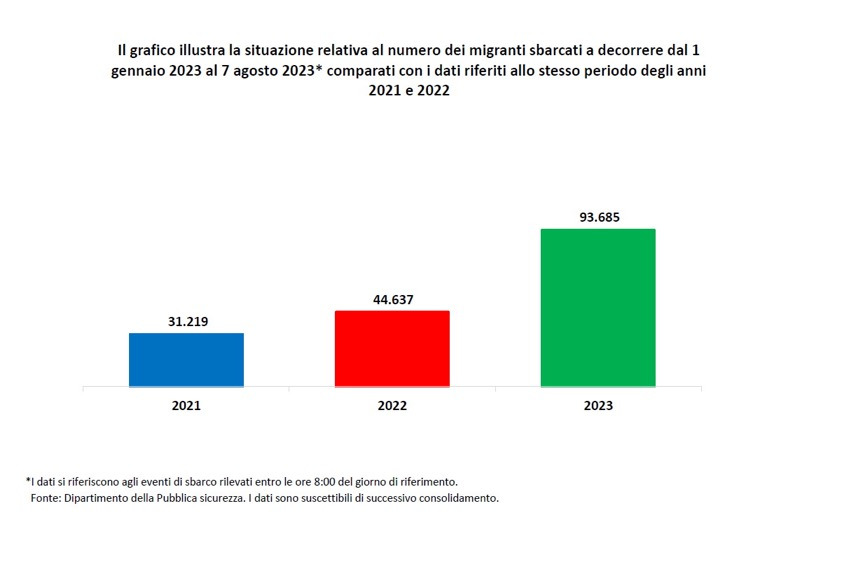 Il grafico illustra la situazione relativa al numero dei migranti sbarcati a decorrere dal 1
gennaio 2023 al 7 agosto 2023* comparati con i dati riferiti allo stesso periodo degli anni
2021 e 2022
93.685
44.637
31.219
2021
2022
2023
*I dati si riferiscono agli eventi di sbarco rilevati entro le ore 8:00 del giorno di riferimento.
Fonte: Dipartimento della Pubblica sicurezza. I dati sono suscettibili di successivo consolidamento.